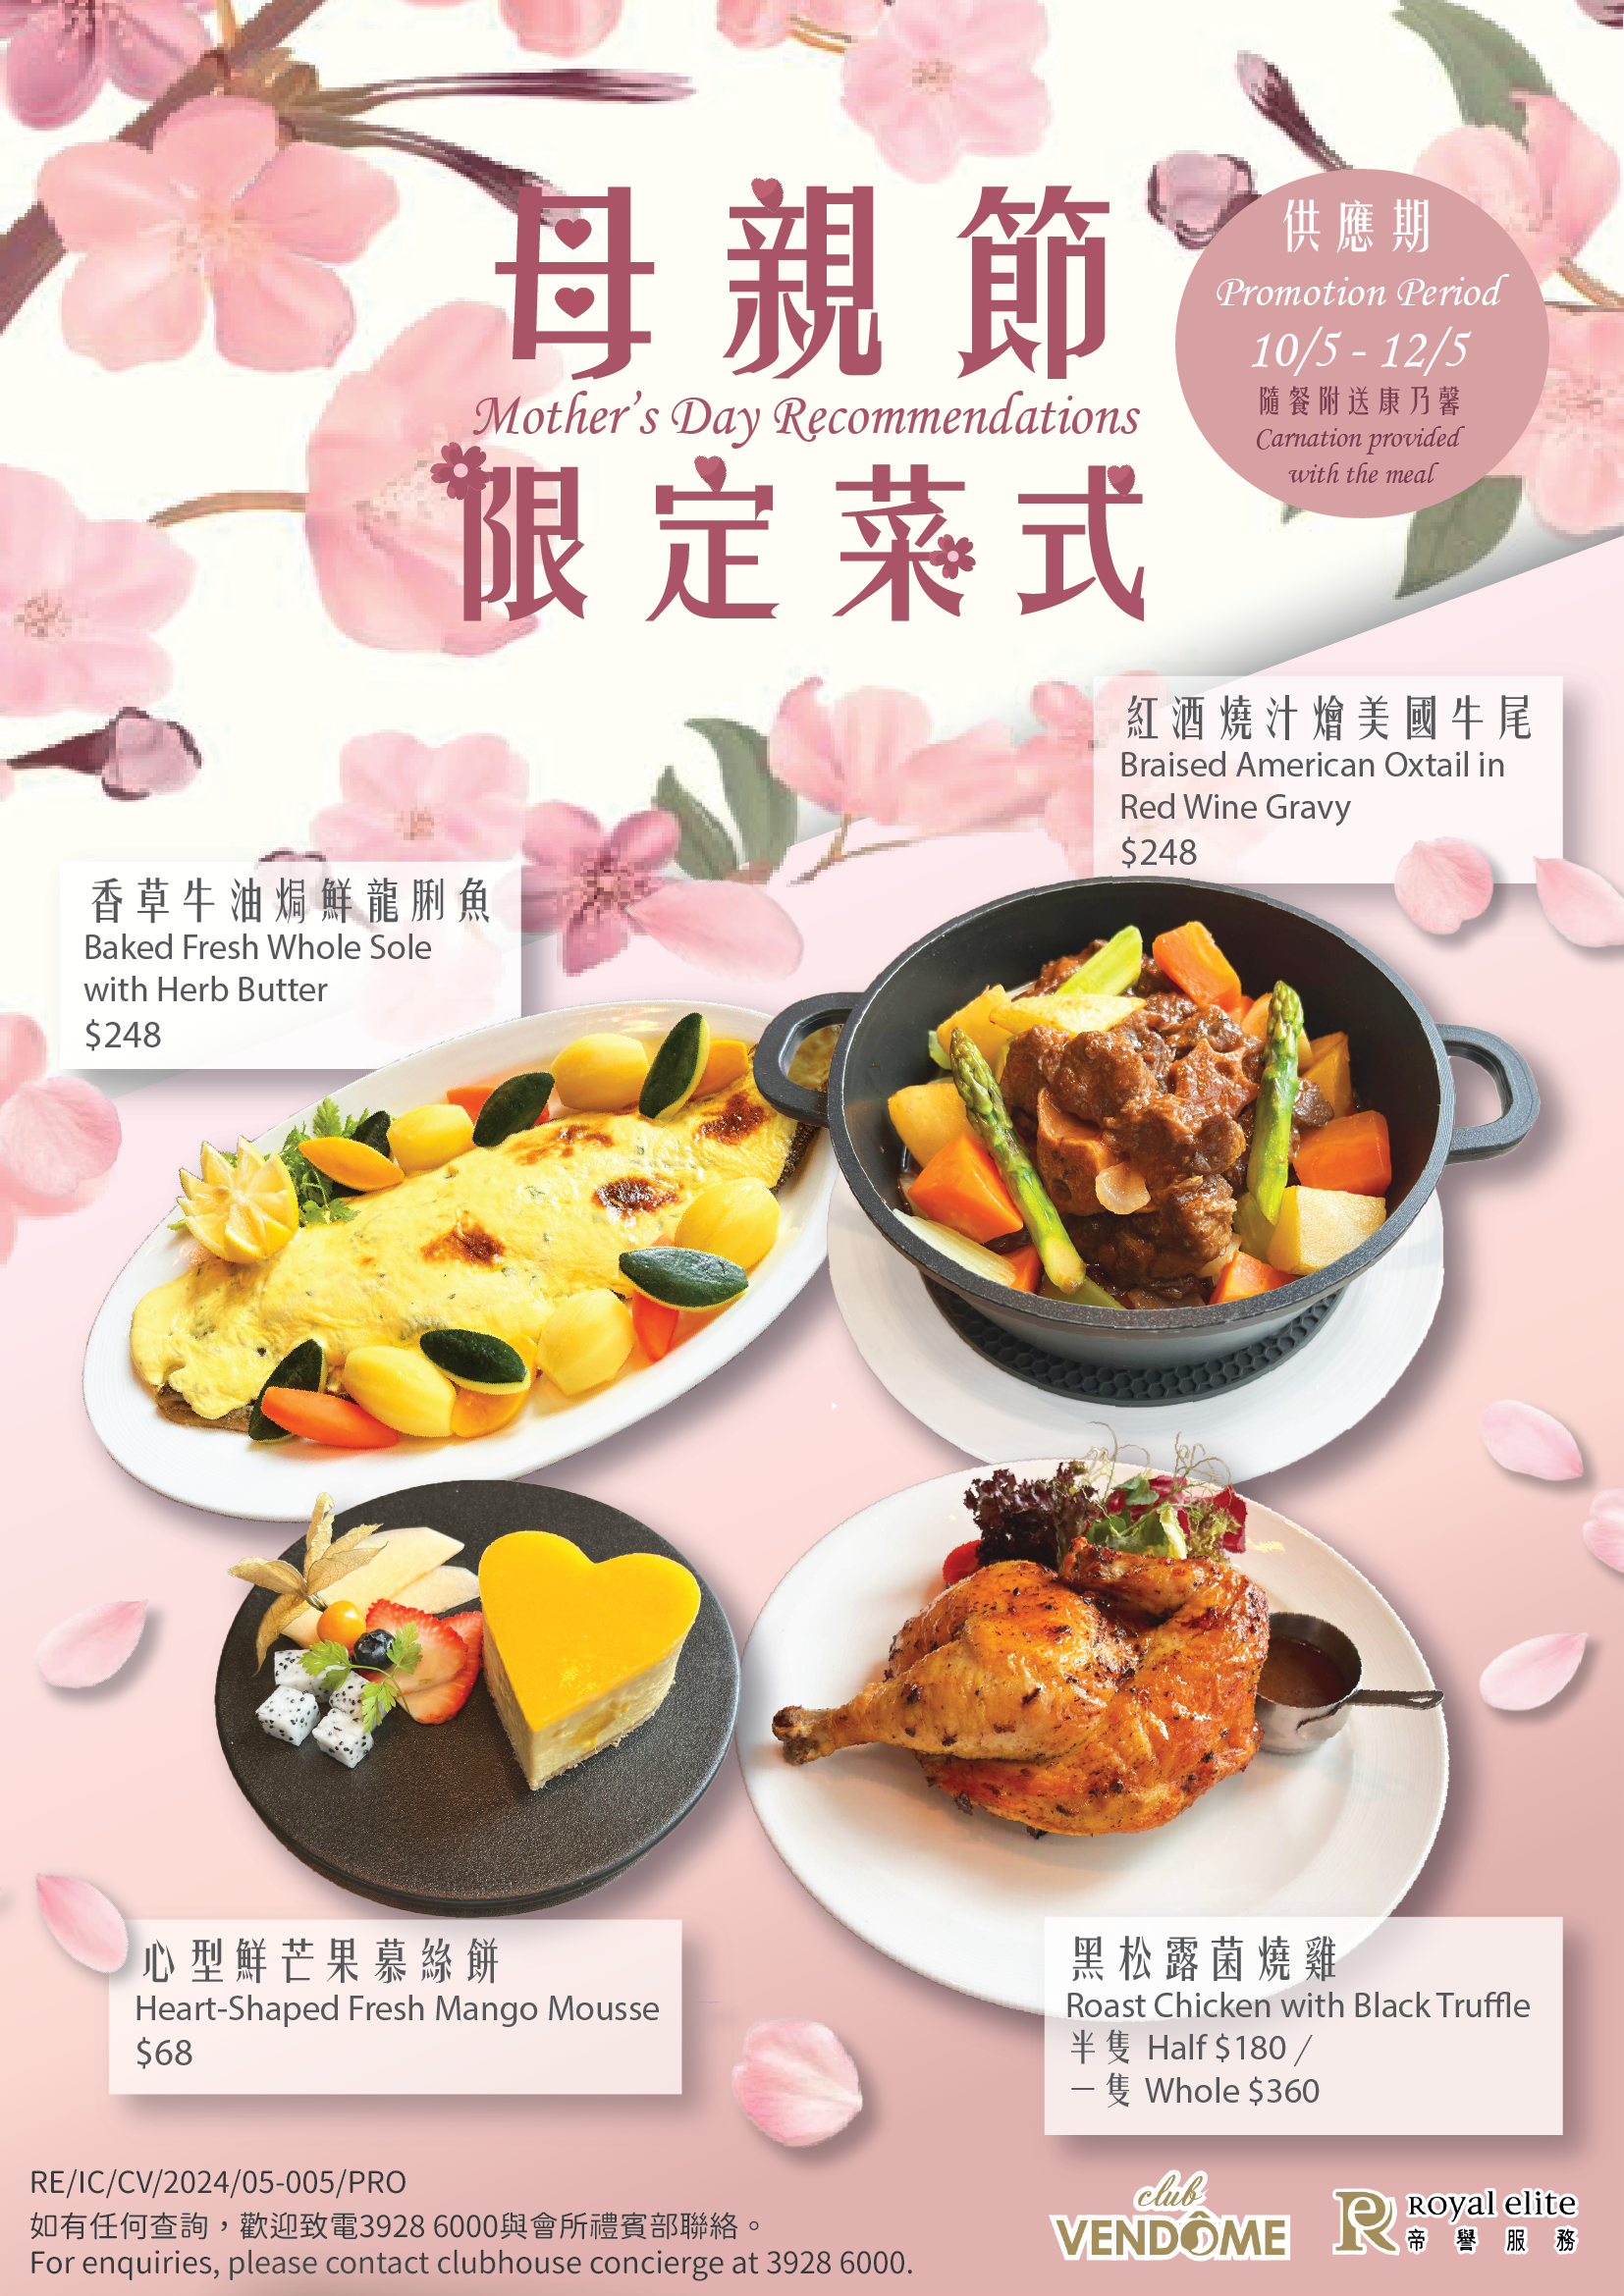 母親節
Mother's Day Recommendations
限定菜式
供應期
Promotion Period
10/5 - 12/5
隨餐附送康乃馨
Carnation provided
with the meal
紅酒燒汁燴美國牛尾
Braised American Oxtail in
Red Wine Gravy
$248
香草牛油焗鮮龍脷魚
Baked Fresh Whole Sole
with Herb Butter
$248
心型鮮芒果慕絲餅
Heart-Shaped Fresh Mango Mousse
$68
黑松露菌燒雞
Roast Chicken with Black Truffle
半隻 Half $180 /
一隻 Whole $360
RE/IC/CV/2024/05-005/PRO
如有任何查詢，歡迎致電3928 6000與會所禮賓部聯絡。
For enquiries, please contact clubhouse concierge at 3928 6000.
club
VENDÔME
Royal elite
帝譽服務